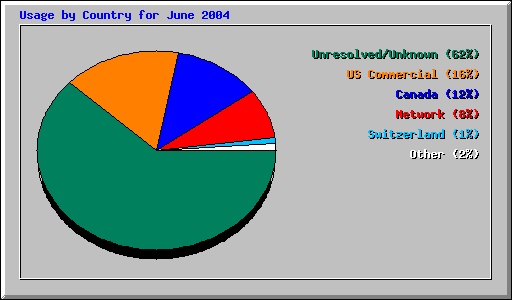 Usage by Country for June 2004
Unresolved/Unknown (62%)
US Commercial (16%)
Canada (12%)
Network (8%)
Switzerland (1%)
Other (2%)